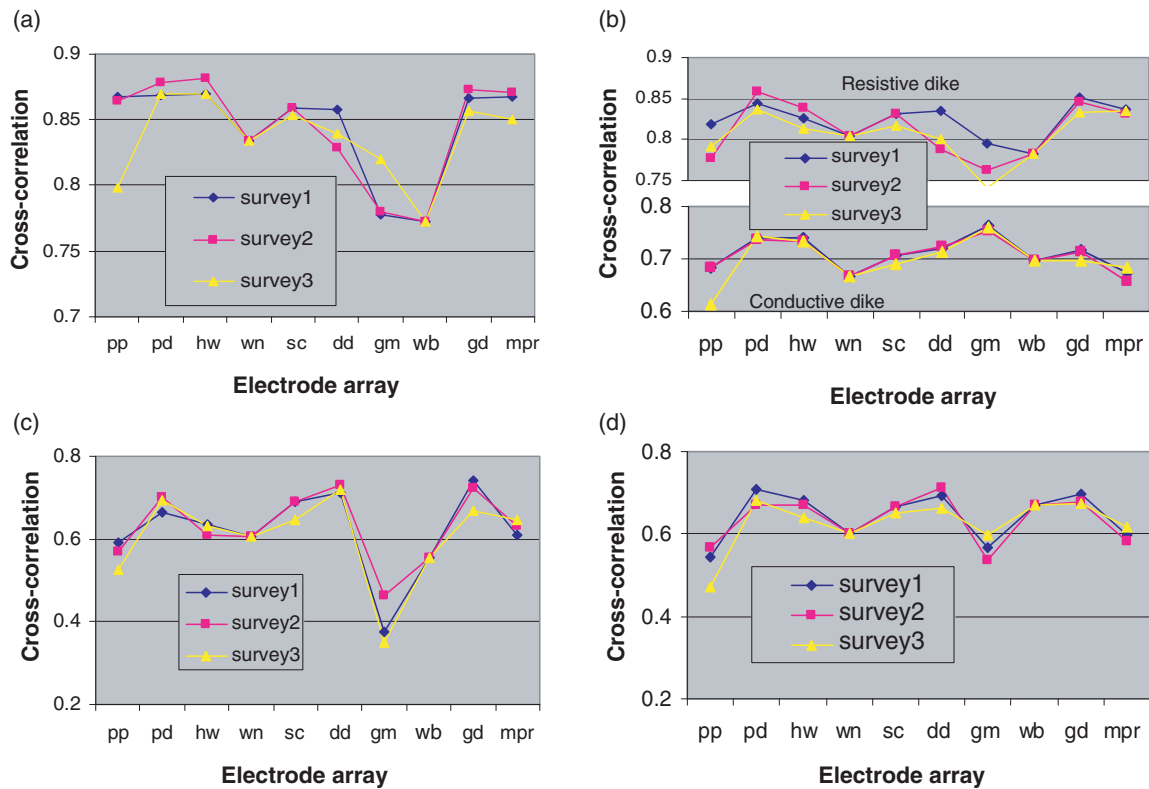 (a)
Cross-correlation
0.9
0.85
0.8
0.75
0.7
survey1
survey2
survey3
pp pd hw wn sc dd gm wb gd mpr
Electrode array
(b)
Cross-correlation
0.9
0.85
0.8
0.75
Resistive dike
survey1
survey2
survey3
0.8
0.7
0.6
Conductive dike
pp pd hw wn sc dd gm wb gd mpr
Electrode array
(c)
Cross-correlation
0.8
0.6
0.4
0.2
survey1
survey2
survey3
pp pd hw wn sc dd gm wb gd mpr
Electrode array
(d)
Cross-correlation
0.8
0.6
0.4
0.2
survey1
survey2
survey3
pp pd hw wn sc dd gm wb gd mpr
Electrode array